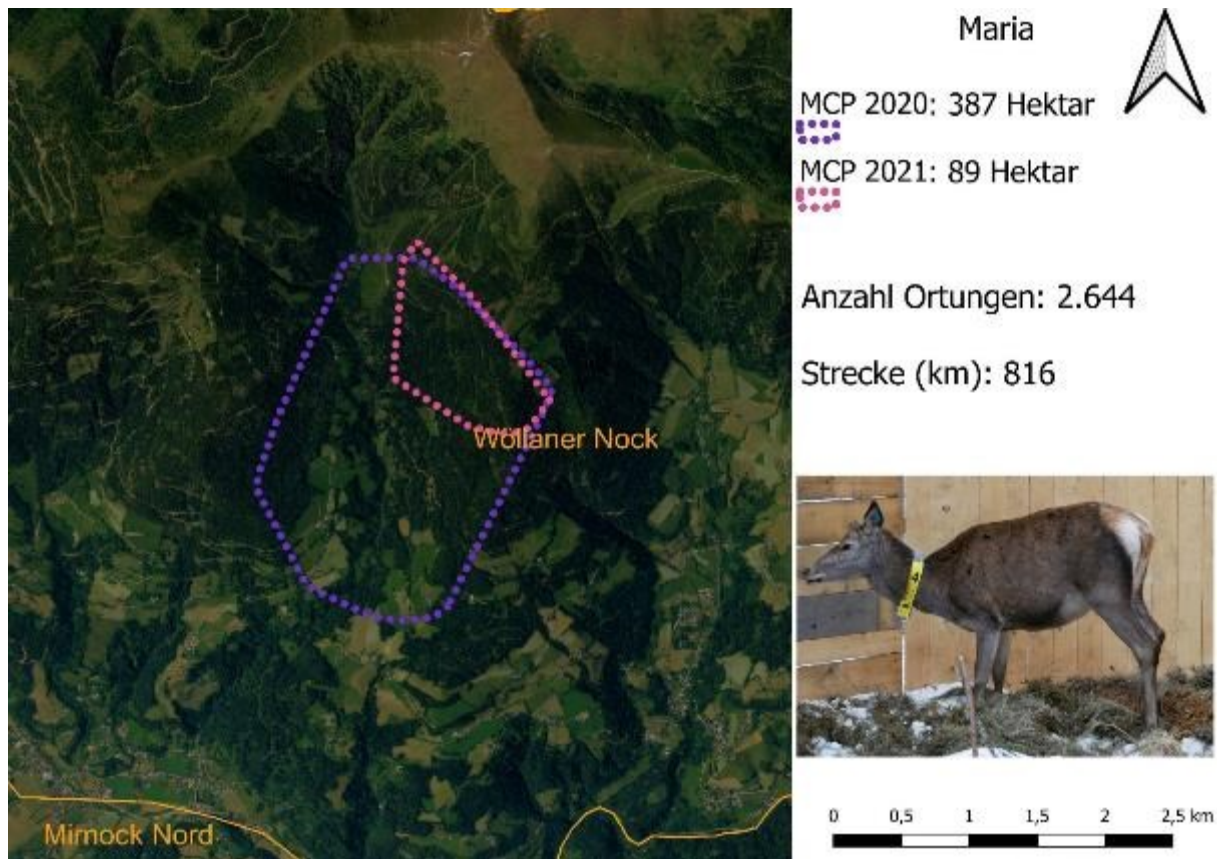 Maria
MCP 2020: 387 Hektar
MCP 2021: 89 Hektar
Anzahl Ortungen: 2.644
Strecke (km): 816
Wöllaner Nock
Mirnock Nord
0 0,5 1 1,5 2 2,5 km